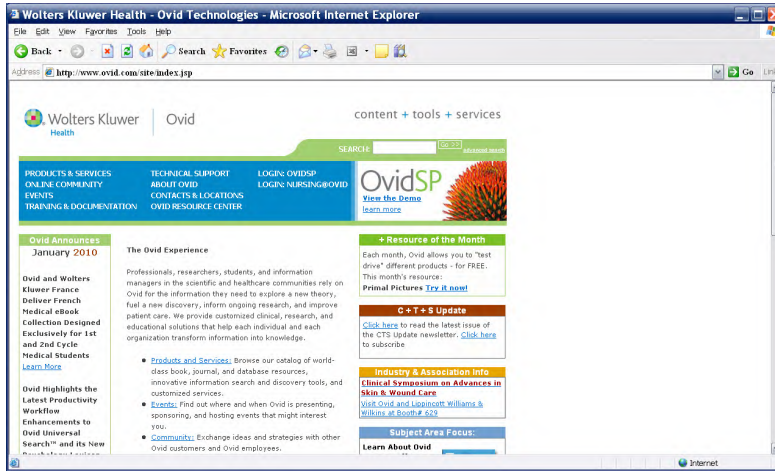 Wolters Kluwer Health - Ovid Technologies - Microsoft Internet Explorer
File Edit View Favorites Tools Help
Back Search Favorites
Address http://www.ovid.com/site/index.jsp Go
Wolters Kluwer
Health
Ovid
content + tools + services
SEARCH: Go >>
advanced search
PRODUCTS & SERVICES
ONLINE COMMUNITY
EVENTS
TRAINING & DOCUMENTATION
TECHNICAL SUPPORT
ABOUT OVID
CONTACTS & LOCATIONS
OVID RESOURCE CENTER
LOGIN: OVIDSP
LOGIN: NURSING@OVID
OvidSP
View the Demo
learn more
Ovid Announces
January 2010
Ovid and Wolters
Kluwer France
Deliver French
Medical eBook
Collection Designed
Exclusively for 1st
and 2nd Cycle
Medical Students
Learn More
Ovid Highlights the
Latest Productivity
Workflow
Enhancements to
Ovid Universal
Search™ and its New
Psychology Lexicon
The Ovid Experience
Professionals, researchers, students, and information
managers in the scientific and healthcare communities rely on
Ovid for the information they need to explore a new theory,
fuel a new discovery, inform ongoing research, and improve
patient care. We provide customized clinical, research, and
educational solutions that help each individual and each
organization transform information into knowledge.
Products and Services: Browse our catalog of world-
class book, journal, and database resources,
innovative information search and discovery tools, and
customized services.
Events: Find out where and when Ovid is presenting,
sponsoring, and hosting events that might interest
you.
Community: Exchange ideas and strategies with other
Ovid customers and Ovid employees.
+ Resource of the Month
Each month, Ovid allows you to "test
drive" different products - for FREE.
This month's resource:
Primal Pictures Try it now!
C + T + S Update
Click here to read the latest issue of
the CTS Update newsletter. Click here
to subscribe
Industry & Association Info
Clinical Symposium on Advances in
Skin & Wound Care
Visit Ovid and Lippincott Williams &
Wilkins at Booth# 629
Subject Area Focus:
Learn About Ovid
Internet